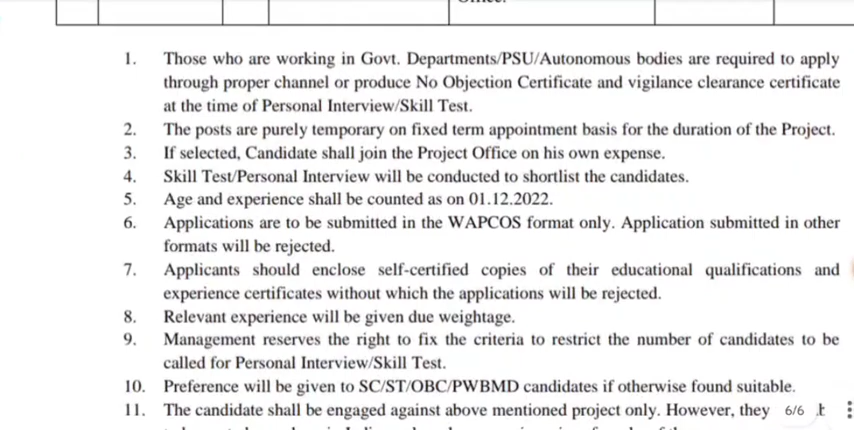 1. Those who are working in Govt. Departments/PSU/Autonomous bodies are required to apply
through proper channel or produce No Objection Certificate and vigilance clearance certificate
at the time of Personal Interview/Skill Test.
2. The posts are purely temporary on fixed term appointment basis for the duration of the Project.
3. If selected, Candidate shall join the Project Office on his own expense.
4. Skill Test/Personal Interview will be conducted to shortlist the candidates.
5. Age and experience shall be counted as on 01.12.2022.
6. Applications are to be submitted in the WAPCOS format only. Application submitted in other
formats will be rejected.
7. Applicants should enclose self-certified copies of their educational qualifications and
experience certificates without which the applications will be rejected.
8. Relevant experience will be given due weightage.
9. Management reserves the right to fix the criteria to restrict the number of candidates to be
called for Personal Interview/Skill Test.
10. Preference will be given to SC/ST/OBC/PWBMD candidates if otherwise found suitable.
11. The candidate shall be engaged against above mentioned project only. However, they 6/6